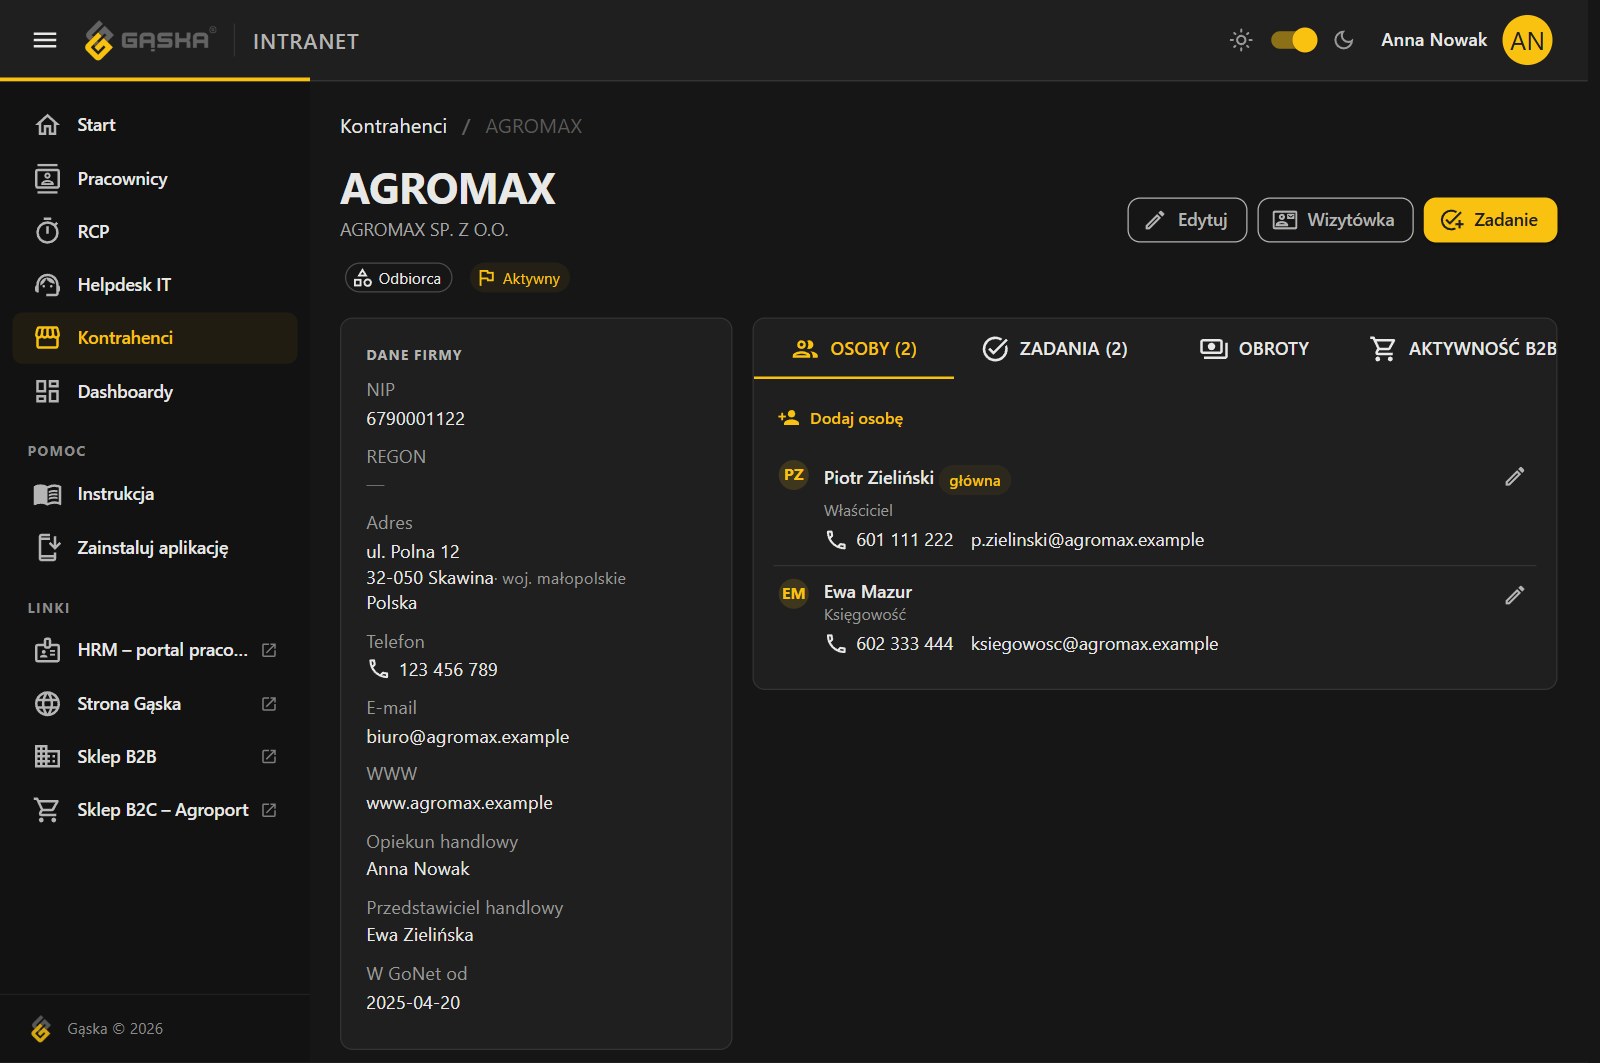 GĄSKA®
INTRANET
Anna Nowak
AN
Start
Pracownicy
RCP
Helpdesk IT
Kontrahenci
Dashboardy
POMOC
Instrukcja
Zainstaluj aplikację
LINKI
HRM – portal praco...
Strona Gąska
Sklep B2B
Sklep B2C – Agroport
Gąska © 2026
Kontrahenci / AGROMAX
AGROMAX
AGROMAX SP. Z O.O.
Odbiorca
Aktywny
Edytuj
Wizytówka
Zadanie
DANE FIRMY
NIP
6790001122
REGON
—
Adres
ul. Polna 12
32-050 Skawina · woj. małopolskie
Polska
Telefon
123 456 789
E-mail
biuro@agromax.example
WWW
www.agromax.example
Opiekun handlowy
Anna Nowak
Przedstawiciel handlowy
Ewa Zielińska
W GoNet od
2025-04-20
OSOBY (2)
ZADANIA (2)
OBROTY
AKTYWNOŚĆ B2B
Dodaj osobę
PZ
Piotr Zieliński główna
Właściciel
601 111 222 p.zielinski@agromax.example
EM
Ewa Mazur
Księgowość
602 333 444 ksiegowosc@agromax.example